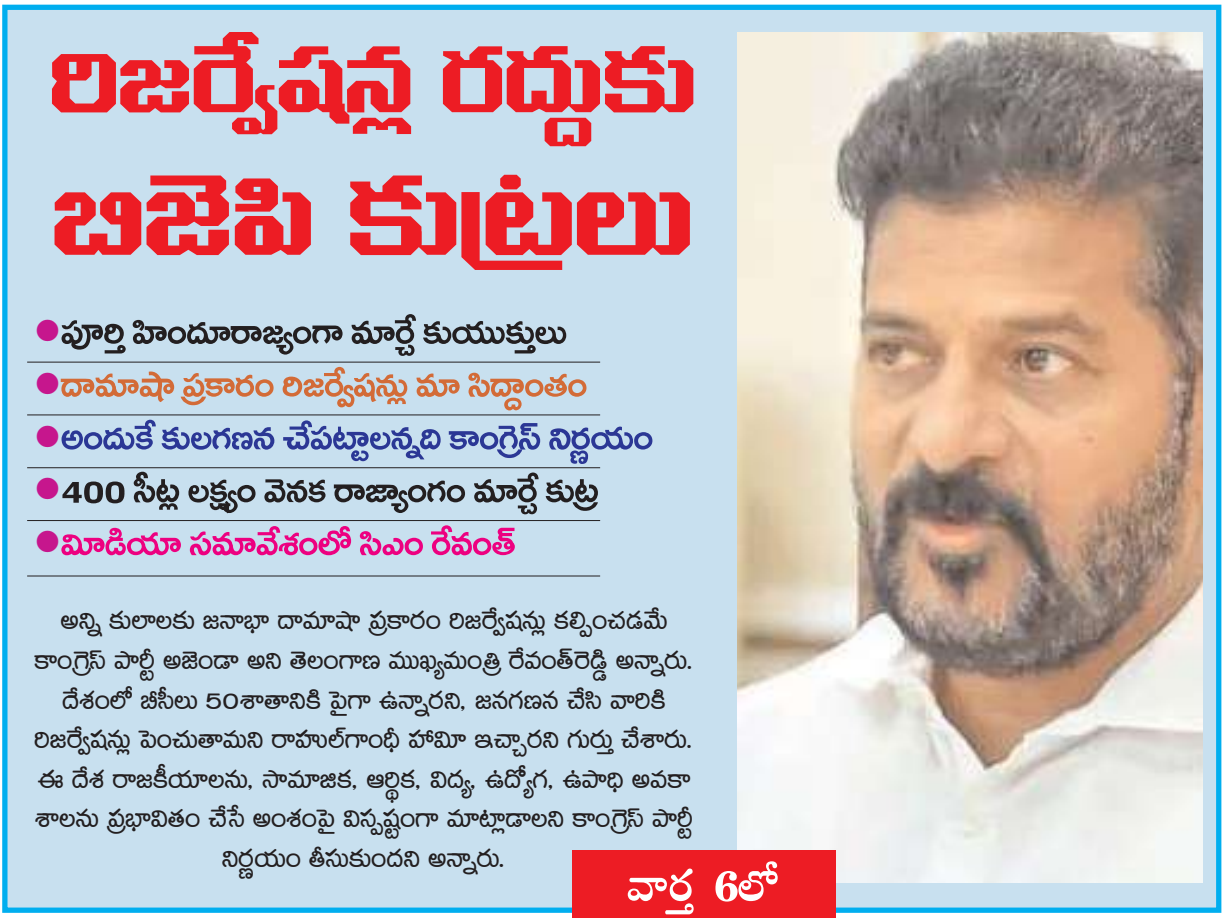 రిజర్వేషన్ల రద్దుకు
బిజెపి కుట్రలు
●పూర్తి హిందూరాజ్యంగా మార్చే కుయుక్తులు
●దామాషా ప్రకారం రిజర్వేషన్లు మా సిద్దాంతం
●అందుకే కులగణన చేపట్టాలన్నది కాంగ్రెస్ నిర్ణయం
●400 సీట్ల లక్ష్యం వెనక రాజ్యాంగం మార్చే కుట్ర
●మీడియా సమావేశంలో సిఎం రేవంత్
అన్ని కులాలకు జనాభా దామాషా ప్రకారం రిజర్వేషన్లు కల్పించడమే
కాంగ్రెస్ పార్టీ అజెండా అని తెలంగాణ ముఖ్యమంత్రి రేవంత్‌రెడ్డి అన్నారు.
దేశంలో బీసీలు 50శాతానికి పైగా ఉన్నారని, జనగణన చేసి వారికి
రిజర్వేషన్లు పెంచుతామని రాహుల్‌గాంధీ హామీ ఇచ్చారని గుర్తు చేశారు.
ఈ దేశ రాజకీయాలను, సామాజిక, ఆర్థిక, విద్య, ఉద్యోగ, ఉపాధి అవకా
శాలను ప్రభావితం చేసే అంశంపై విస్పష్టంగా మాట్లాడాలని కాంగ్రెస్ పార్టీ
నిర్ణయం తీసుకుందని అన్నారు.
వార్త 6లో